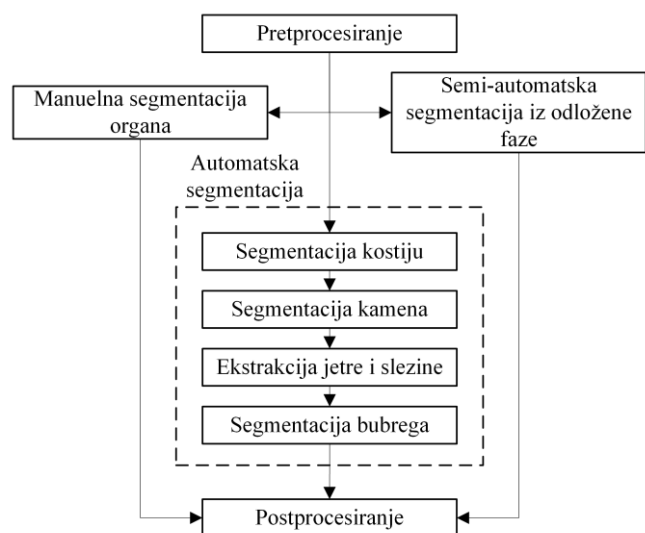 Pretprocesiranje
Manuelna segmentacija
organa
Semi-automatska
segmentacija iz odložene
faze
Automatska
segmentacija
Segmentacija kostiju
Segmentacija kamena
Ekstrakcija jetre i slezine
Segmentacija bubrega
Postprocesiranje